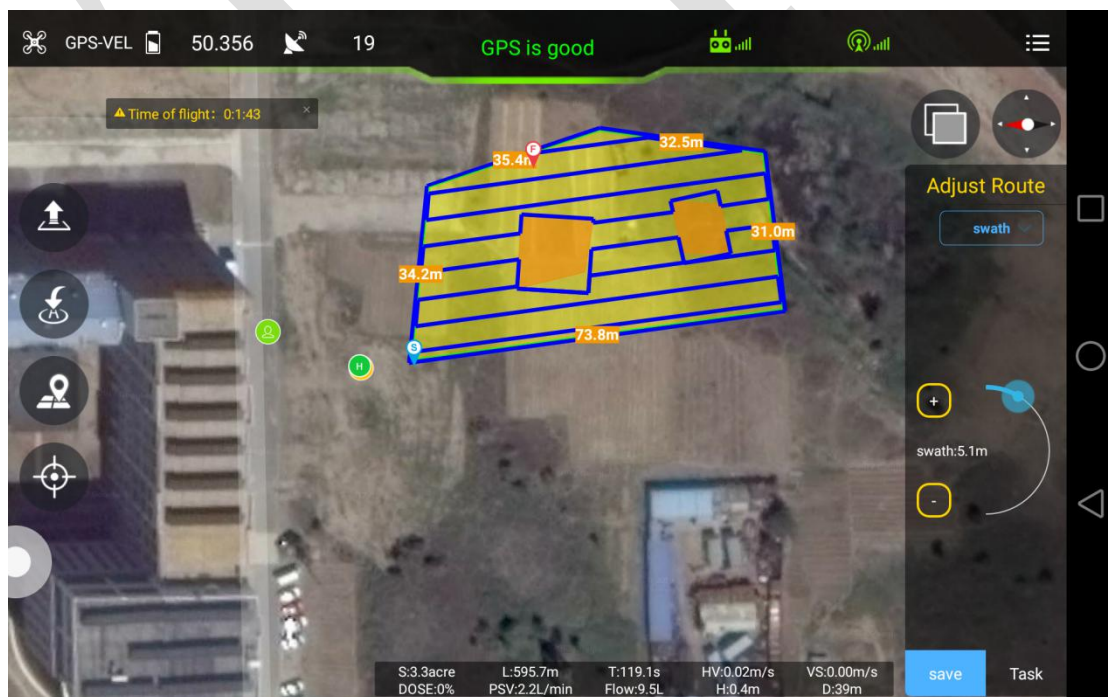 GPS-VEL 50.356 19 GPS is good
Time of flight: 0:1:43 ×
Adjust Route
swath
F
35.4m
32.5m
31.0m
34.2m
73.8m
S
H
+
swath:5.1m
-
S:3.3acre L:595.7m T:119.1s HV:0.02m/s VS:0.00m/s
DOSE:0% PSV:2.2L/min Flow:9.5L H:0.4m D:39m
save Task